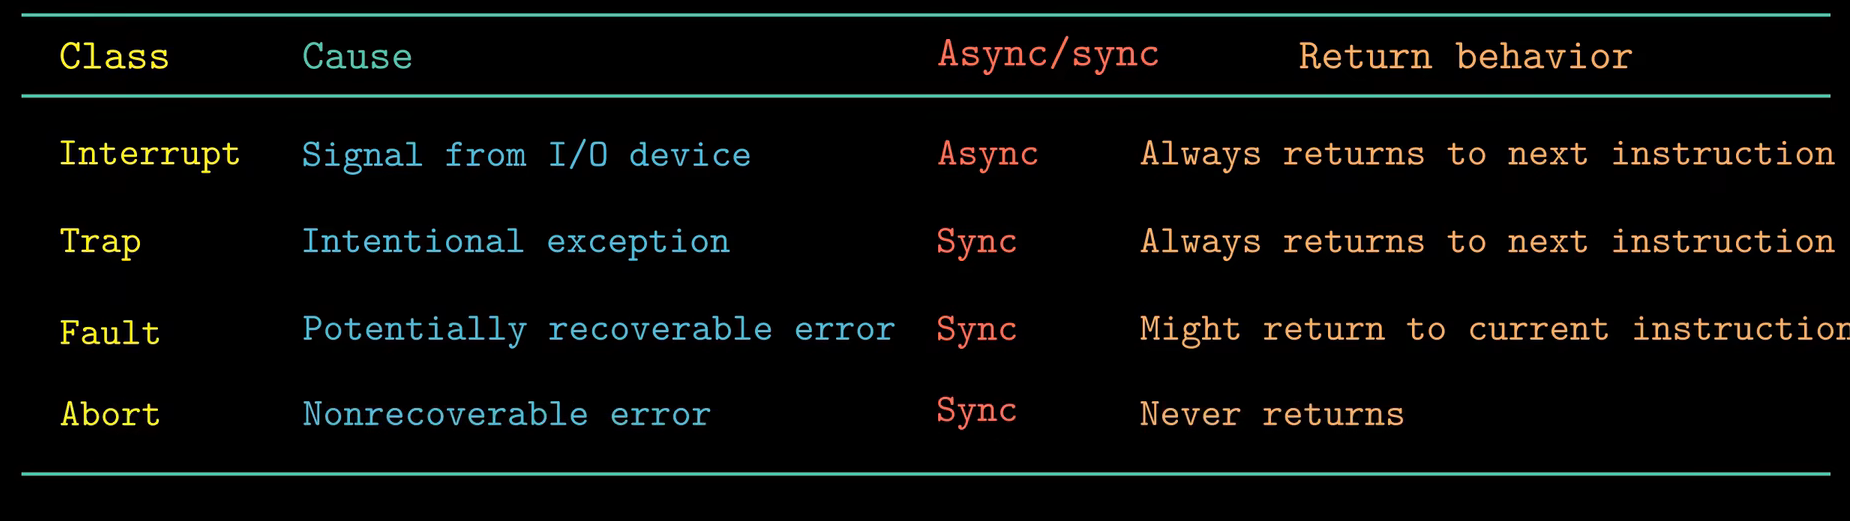 Class Cause Async/sync Return behavior
Interrupt Signal from I/O device Async Always returns to next instruction
Trap Intentional exception Sync Always returns to next instruction
Fault Potentially recoverable error Sync Might return to current instruction
Abort Nonrecoverable error Sync Never returns